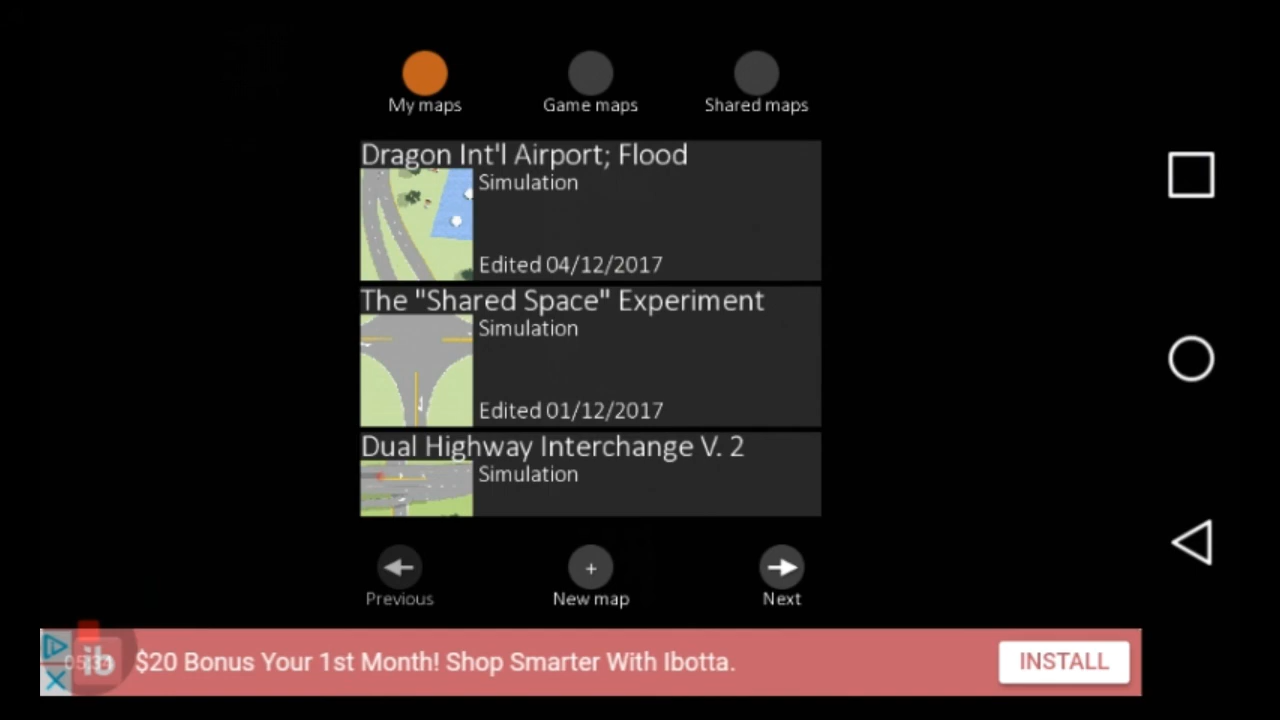 My maps
Game maps
Shared maps
Dragon Int'l Airport; Flood
Simulation
Edited 04/12/2017
The "Shared Space" Experiment
Simulation
Edited 01/12/2017
Dual Highway Interchange V. 2
Simulation
Previous
+
New map
Next
ib
$20 Bonus Your 1st Month! Shop Smarter With Ibotta.
INSTALL